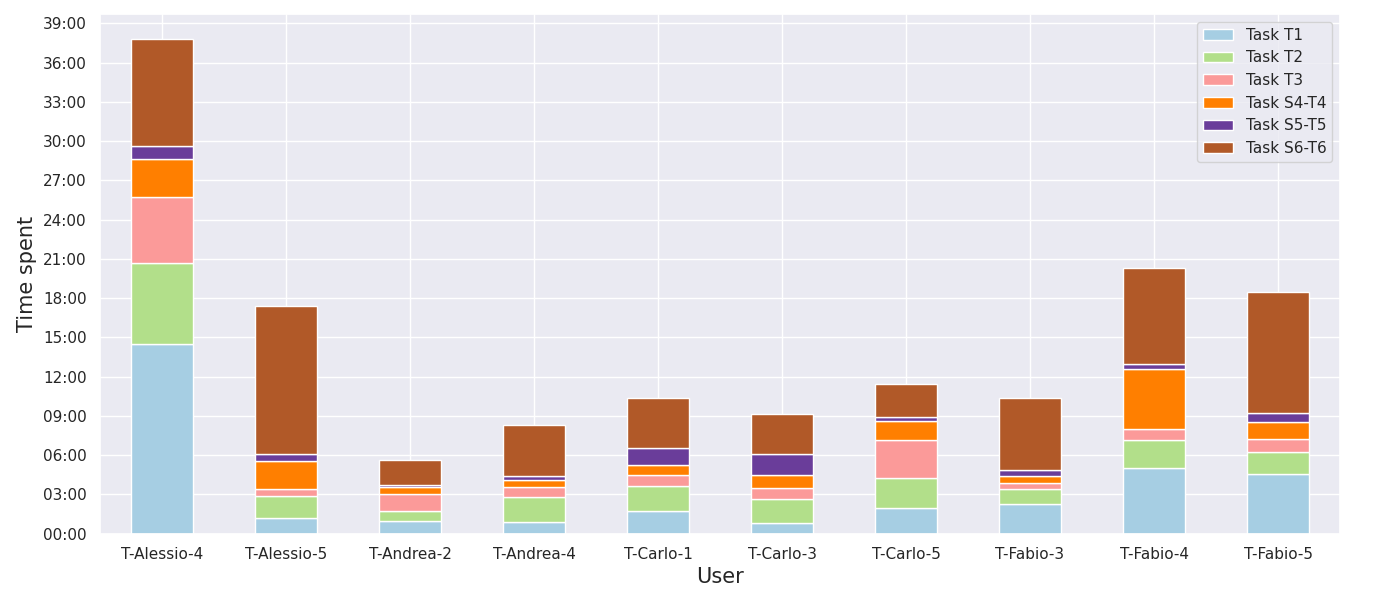 39:00
36:00
33:00
30:00
27:00
24:00
21:00
18:00
15:00
12:00
09:00
06:00
03:00
00:00
Time spent
Task T1
Task T2
Task T3
Task S4-T4
Task S5-T5
Task S6-T6
T-Alessio-4
T-Alessio-5
T-Andrea-2
T-Andrea-4
T-Carlo-1
T-Carlo-3
T-Carlo-5
T-Fabio-3
T-Fabio-4
T-Fabio-5
User